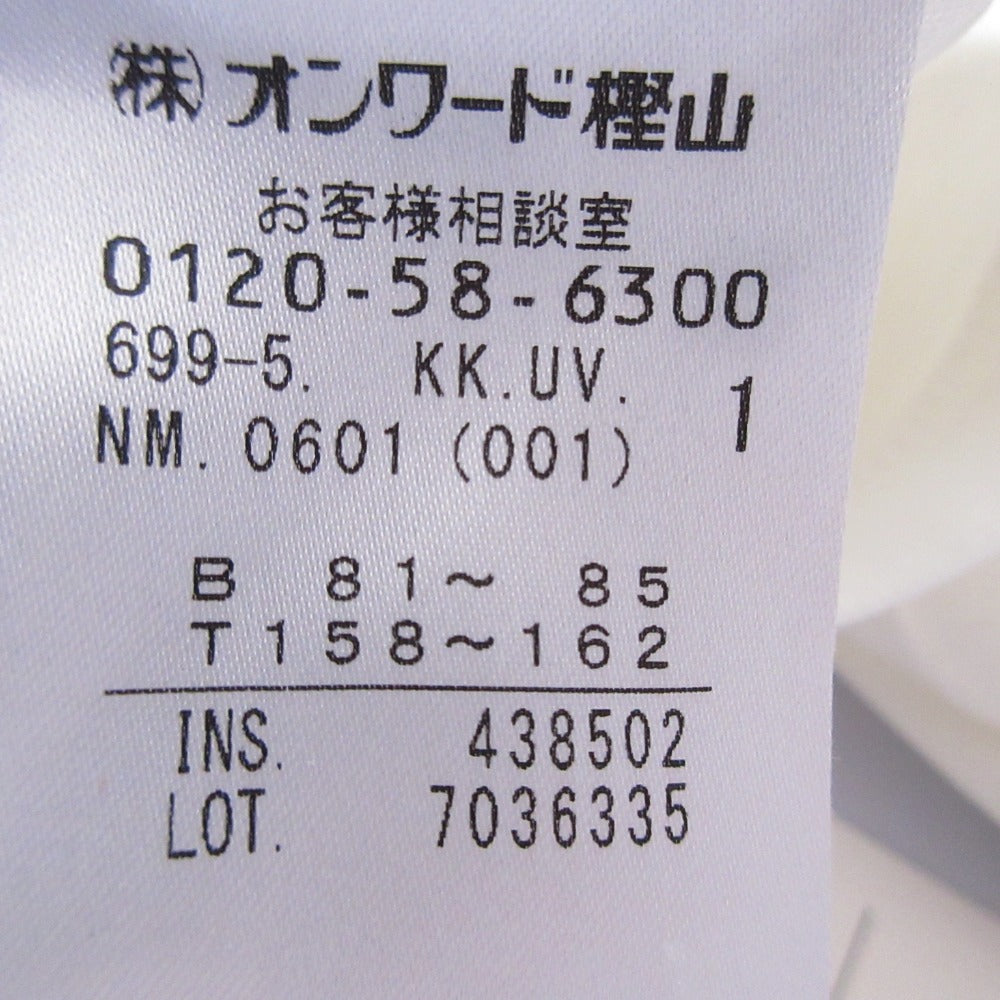 (株)オンワード樫山
お客様相談室
0120-58-6300
699-5. KK.UV. 1
NM. 0601 (001)
B 81〜 85
T158〜162
INS. 438502
LOT. 7036335